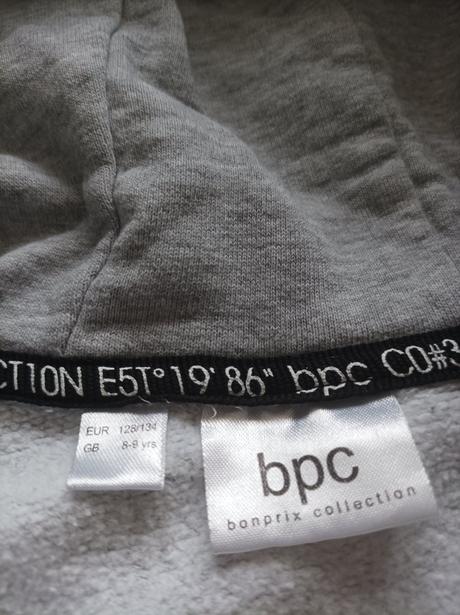 CTION E5T°19' 86" bpc CO#3
EUR 128/134
GB 8-9 yrs
bpc
bonprix collection